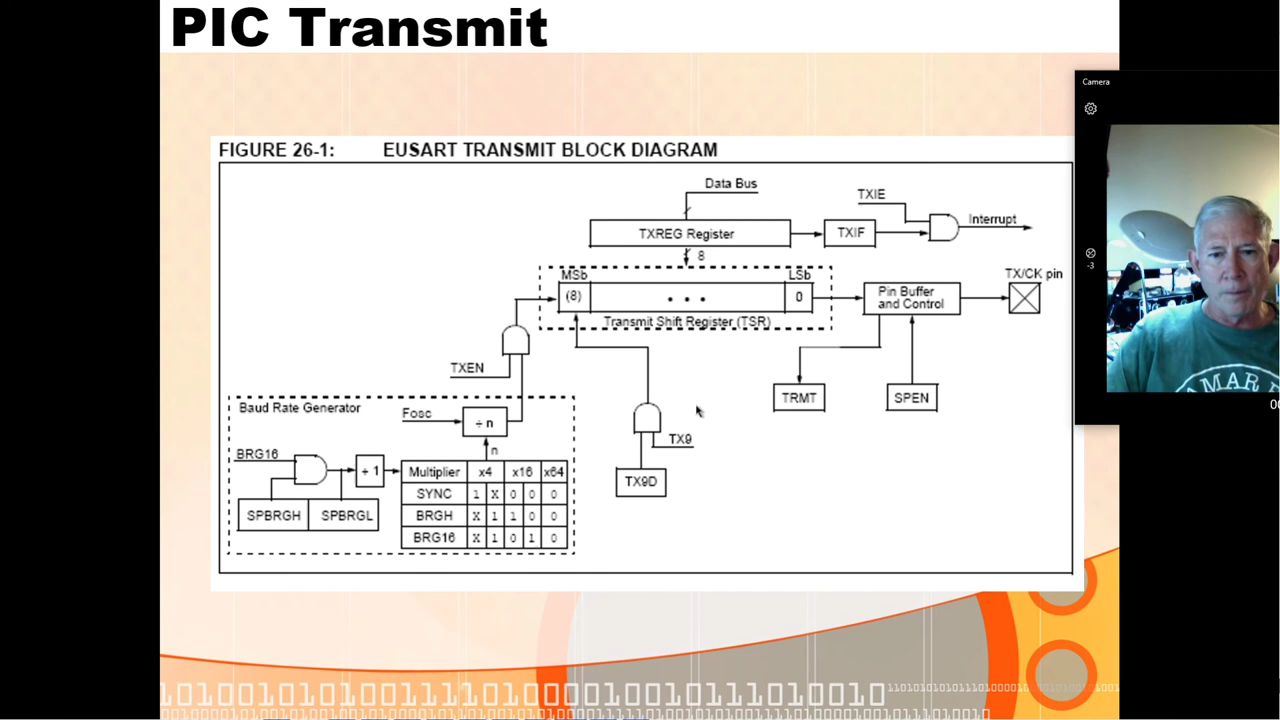 PIC Transmit
Camera
FIGURE 26-1: EUSART TRANSMIT BLOCK DIAGRAM
Data Bus
TXIE
Interrupt
TXREG Register
TXIF
8
MSb
LSb
TX/CK pin
(8)
• • •
0
Pin Buffer
and Control
Transmit Shift Register (TSR)
-3
TXEN
TRMT
SPEN
Baud Rate Generator
Fosc
÷ n
n
TX9
BRG16
÷ 1
TX9D
Multiplier x4 x16 x64
SYNC 1 X 0 0 0
BRGH X 1 1 0 0
BRG16 X 1 0 1 0
SPBRGH SPBRGL
MAR